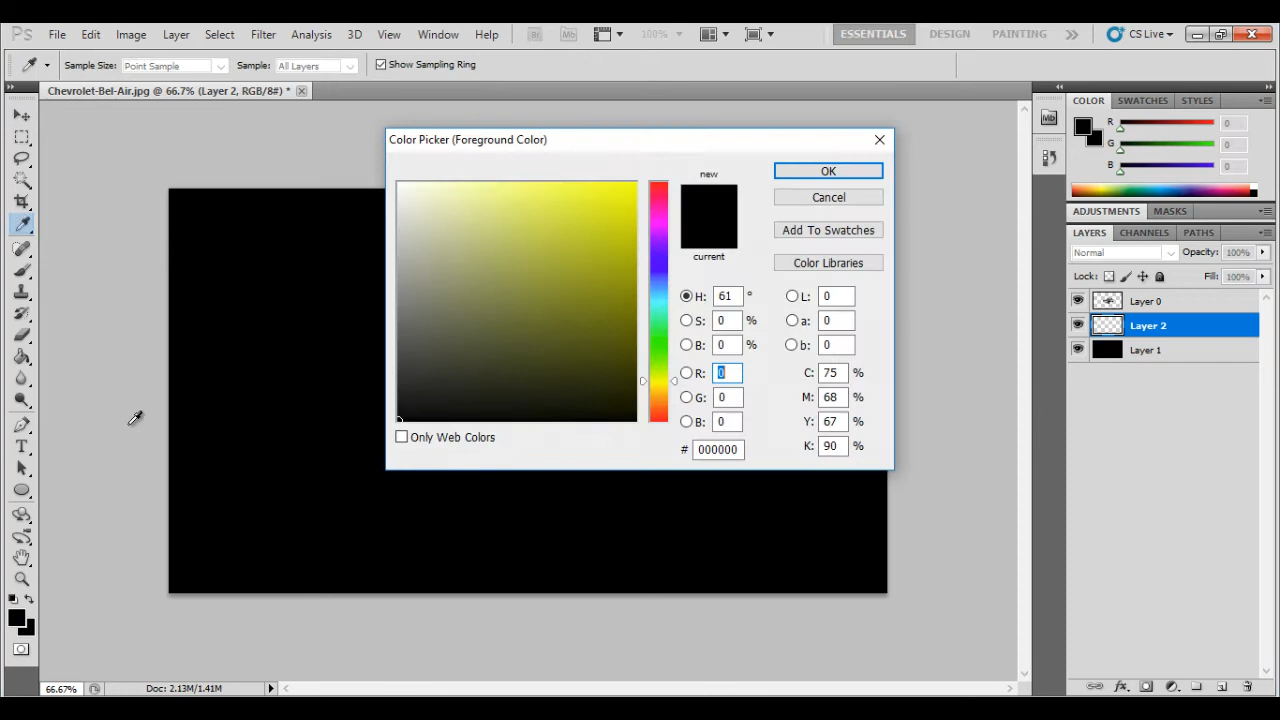 Ps File Edit Image Layer Select Filter Analysis 3D View Window Help Br Mb 100% ESSENTIALS DESIGN PAINTING CS Live
Sample Size: Point Sample Sample: All Layers Show Sampling Ring
Chevrolet-Bel-Air.jpg @ 66.7% (Layer 2, RGB/8#) *
COLOR SWATCHES STYLES
Mb
R 0
G 0
B 0
Color Picker (Foreground Color)
new
current
OK
Cancel
Add To Swatches
Color Libraries
H: 61 ° L: 0
S: 0 % a: 0
B: 0 % b: 0
R: 0 C: 75 %
G: 0 M: 68 %
B: 0 Y: 67 %
# 000000 K: 90 %
Only Web Colors
ADJUSTMENTS MASKS
LAYERS CHANNELS PATHS
Normal Opacity: 100%
Lock: Fill: 100%
Layer 0
Layer 2
Layer 1
T
66.67% Doc: 2.13M/1.41M
fx